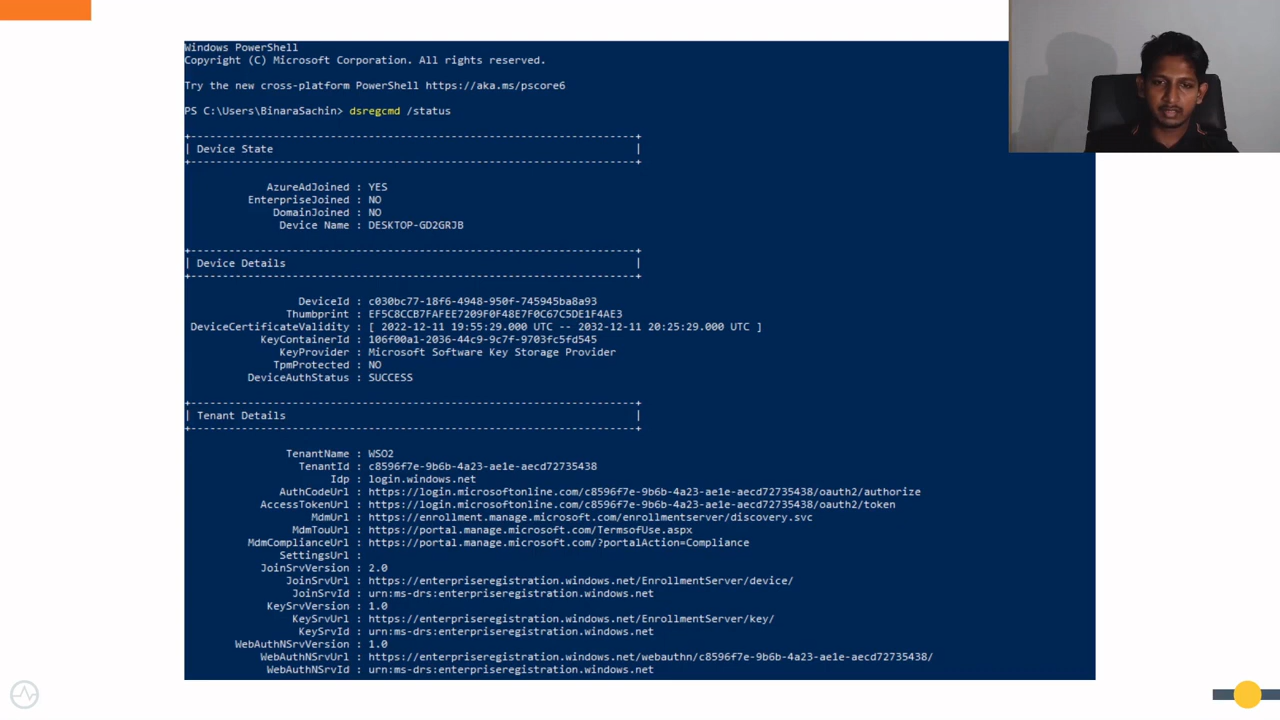 Windows PowerShell
Copyright (C) Microsoft Corporation. All rights reserved.
Try the new cross-platform PowerShell https://aka.ms/pscore6
PS C:\Users\BinaraSachin> dsregcmd /status
+----------------------------------------------------------------------+
| Device State |
+----------------------------------------------------------------------+
AzureAdJoined : YES
EnterpriseJoined : NO
DomainJoined : NO
Device Name : DESKTOP-GD2GRJB
+----------------------------------------------------------------------+
| Device Details |
+----------------------------------------------------------------------+
DeviceId : c030bc77-18f6-4948-950f-745945ba8a93
Thumbprint : EF5C8CCB7FAFEE7209F0F48E7F0C67C5DE1F4AE3
DeviceCertificateValidity : [ 2022-12-11 19:55:29.000 UTC -- 2032-12-11 20:25:29.000 UTC ]
KeyContainerId : 106f00a1-2036-44c9-9c7f-9703fc5fd545
KeyProvider : Microsoft Software Key Storage Provider
TpmProtected : NO
DeviceAuthStatus : SUCCESS
+----------------------------------------------------------------------+
| Tenant Details |
+----------------------------------------------------------------------+
TenantName : WSO2
TenantId : c8596f7e-9b6b-4a23-ae1e-aecd72735438
Idp : login.windows.net
AuthCodeUrl : https://login.microsoftonline.com/c8596f7e-9b6b-4a23-ae1e-aecd72735438/oauth2/authorize
AccessTokenUrl : https://login.microsoftonline.com/c8596f7e-9b6b-4a23-ae1e-aecd72735438/oauth2/token
MdmUrl : https://enrollment.manage.microsoft.com/enrollmentserver/discovery.svc
MdmTouUrl : https://portal.manage.microsoft.com/TermsofUse.aspx
MdmComplianceUrl : https://portal.manage.microsoft.com/?portalAction=Compliance
SettingsUrl :
JoinSrvVersion : 2.0
JoinSrvUrl : https://enterpriseregistration.windows.net/EnrollmentServer/device/
JoinSrvId : urn:ms-drs:enterpriseregistration.windows.net
KeySrvVersion : 1.0
KeySrvUrl : https://enterpriseregistration.windows.net/EnrollmentServer/key/
KeySrvId : urn:ms-drs:enterpriseregistration.windows.net
WebAuthNSrvVersion : 1.0
WebAuthNSrvUrl : https://enterpriseregistration.windows.net/webauthn/c8596f7e-9b6b-4a23-ae1e-aecd72735438/
WebAuthNSrvId : urn:ms-drs:enterpriseregistration.windows.net